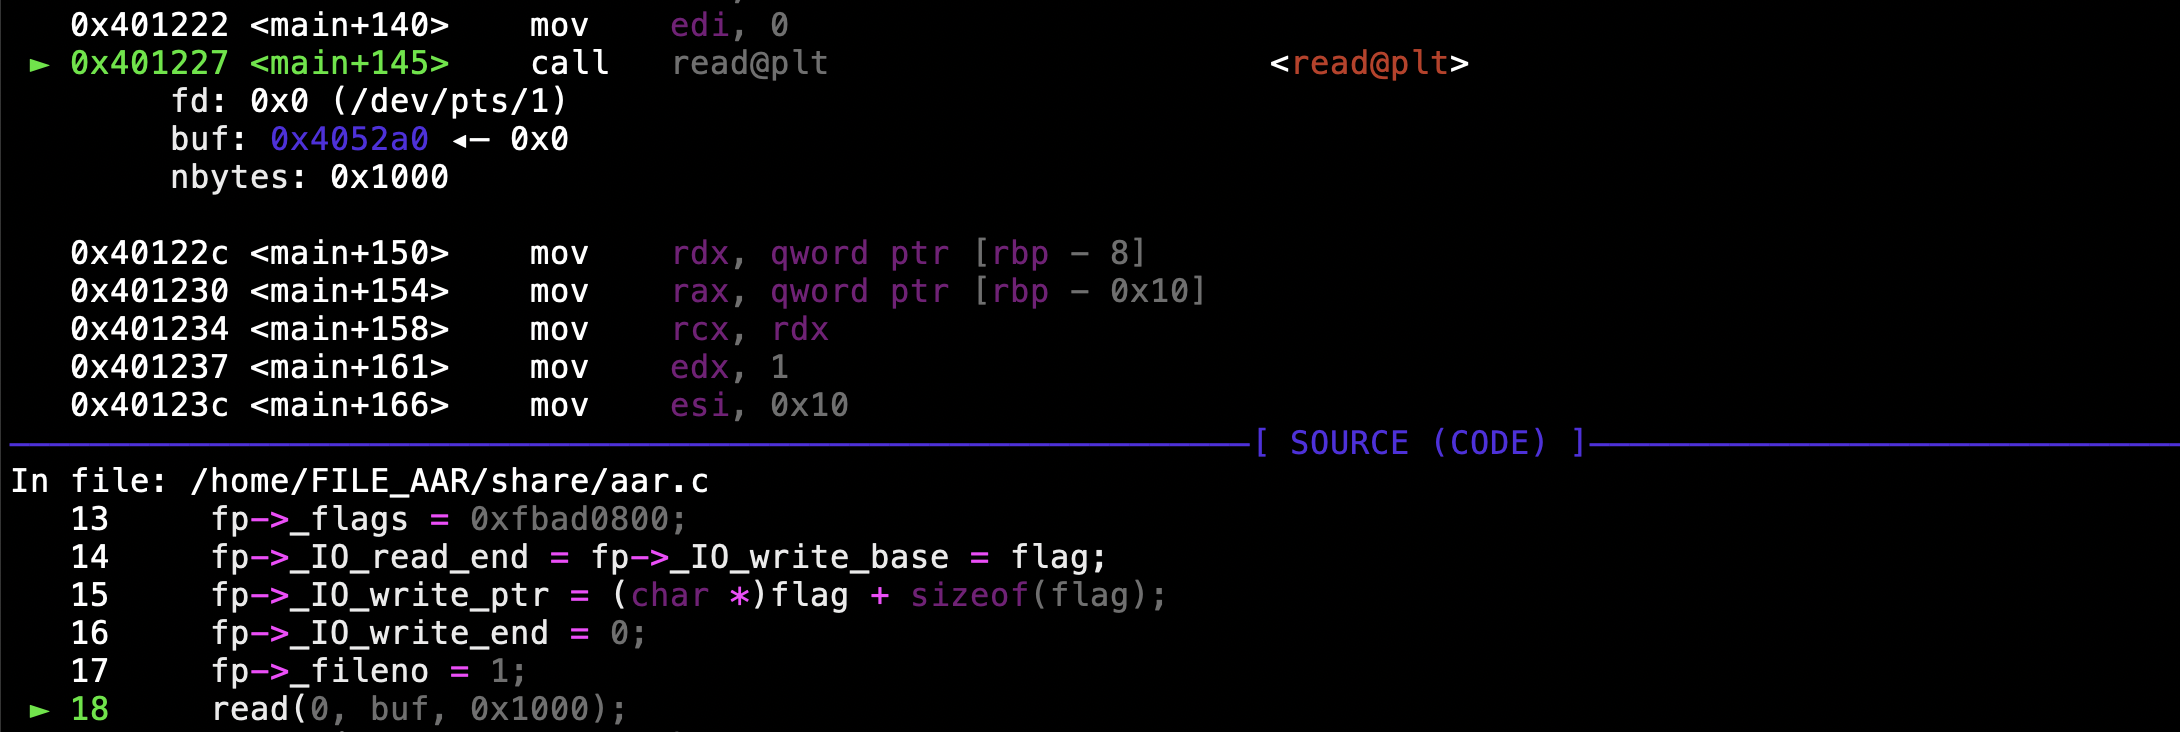 0x401222 <main+140>    mov    edi, 0
► 0x401227 <main+145>    call   read@plt                      <read@plt>
fd: 0x0 (/dev/pts/1)
buf: 0x4052a0 ◂— 0x0
nbytes: 0x1000
0x40122c <main+150>    mov    rdx, qword ptr [rbp - 8]
0x401230 <main+154>    mov    rax, qword ptr [rbp - 0x10]
0x401234 <main+158>    mov    rcx, rdx
0x401237 <main+161>    mov    edx, 1
0x40123c <main+166>    mov    esi, 0x10
[ SOURCE (CODE) ]
In file: /home/FILE_AAR/share/aar.c
13     fp->_flags = 0xfbad0800;
14     fp->_IO_read_end = fp->_IO_write_base = flag;
15     fp->_IO_write_ptr = (char *)flag + sizeof(flag);
16     fp->_IO_write_end = 0;
17     fp->_fileno = 1;
► 18     read(0, buf, 0x1000);